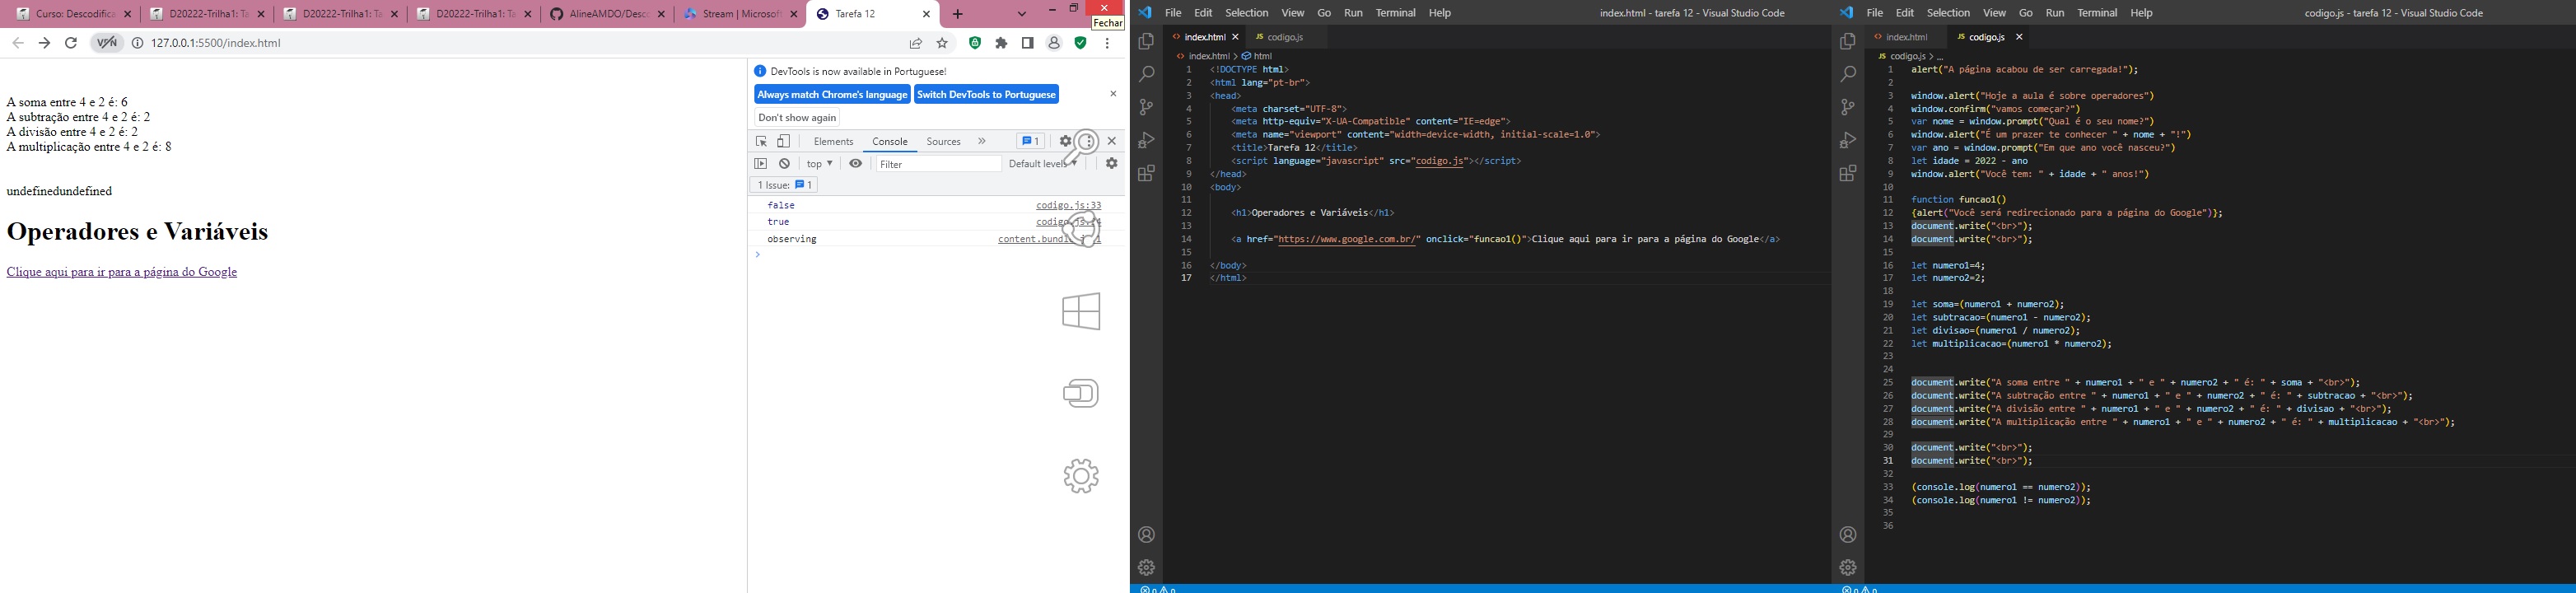 Curso: Descodifica
D20222-Trilha1: Ta
D20222-Trilha1: Ta
D20222-Trilha1: Ta
AlineAMDO/Desco
Stream | Microsoft
Tarefa 12
Fechar
VPN
127.0.0.1:5500/index.html
A soma entre 4 e 2 é: 6
A subtração entre 4 e 2 é: 2
A divisão entre 4 e 2 é: 2
A multiplicação entre 4 e 2 é: 8
undefinedundefined
Operadores e Variáveis
Clique aqui para ir para a página do Google
DevTools is now available in Portuguese!
Always match Chrome's language
Switch DevTools to Portuguese
Don't show again
Elements Console Sources » 1
top Filter Default levels
1 Issue: 1
false codigo.js:33
true
observing
File Edit Selection View Go Run Terminal Help index.html - tarefa 12 - Visual Studio Code
index.html codigo.js
index.html > html
1 <!DOCTYPE html>
2 <html lang="pt-br">
3 <head>
4 <meta charset="UTF-8">
5 <meta http-equiv="X-UA-Compatible" content="IE=edge">
6 <meta name="viewport" content="width=device-width, initial-scale=1.0">
7 <title>Tarefa 12</title>
8 <script language="javascript" src="codigo.js"></script>
9 </head>
10 <body>
11
12 <h1>Operadores e Variáveis</h1>
13
14 <a href="https://www.google.com.br/" onclick="funcao1()">Clique aqui para ir para a página do Google</a>
15
16 </body>
17 </html>
File Edit Selection View Go Run Terminal Help codigo.js - tarefa 12 - Visual Studio Code
index.html JS codigo.js
JS codigo.js > ...
1 alert("A página acabou de ser carregada!");
2
3 window.alert("Hoje a aula é sobre operadores")
4 window.confirm("vamos começar?")
5 var nome = window.prompt("Qual é o seu nome?")
6 window.alert("É um prazer te conhecer " + nome + "!")
7 var ano = window.prompt("Em que ano você nasceu?")
8 let idade = 2022 - ano
9 window.alert("Você tem: " + idade + " anos!")
10
11 function funcao1()
12 {alert("Você será redirecionado para a página do Google")};
13 document.write("<br>");
14 document.write("<br>");
15
16 let numero1=4;
17 let numero2=2;
18
19 let soma=(numero1 + numero2);
20 let subtracao=(numero1 - numero2);
21 let divisao=(numero1 / numero2);
22 let multiplicacao=(numero1 * numero2);
23
24
25 document.write("A soma entre " + numero1 + " e " + numero2 + " é: " + soma + "<br>");
26 document.write("A subtração entre " + numero1 + " e " + numero2 + " é: " + subtracao + "<br>");
27 document.write("A divisão entre " + numero1 + " e " + numero2 + " é: " + divisao + "<br>");
28 document.write("A multiplicação entre " + numero1 + " e " + numero2 + " é: " + multiplicacao + "<br>");
29
30 document.write("<br>");
31 document.write("<br>");
32
33 (console.log(numero1 == numero2));
34 (console.log(numero1 != numero2));
35
36